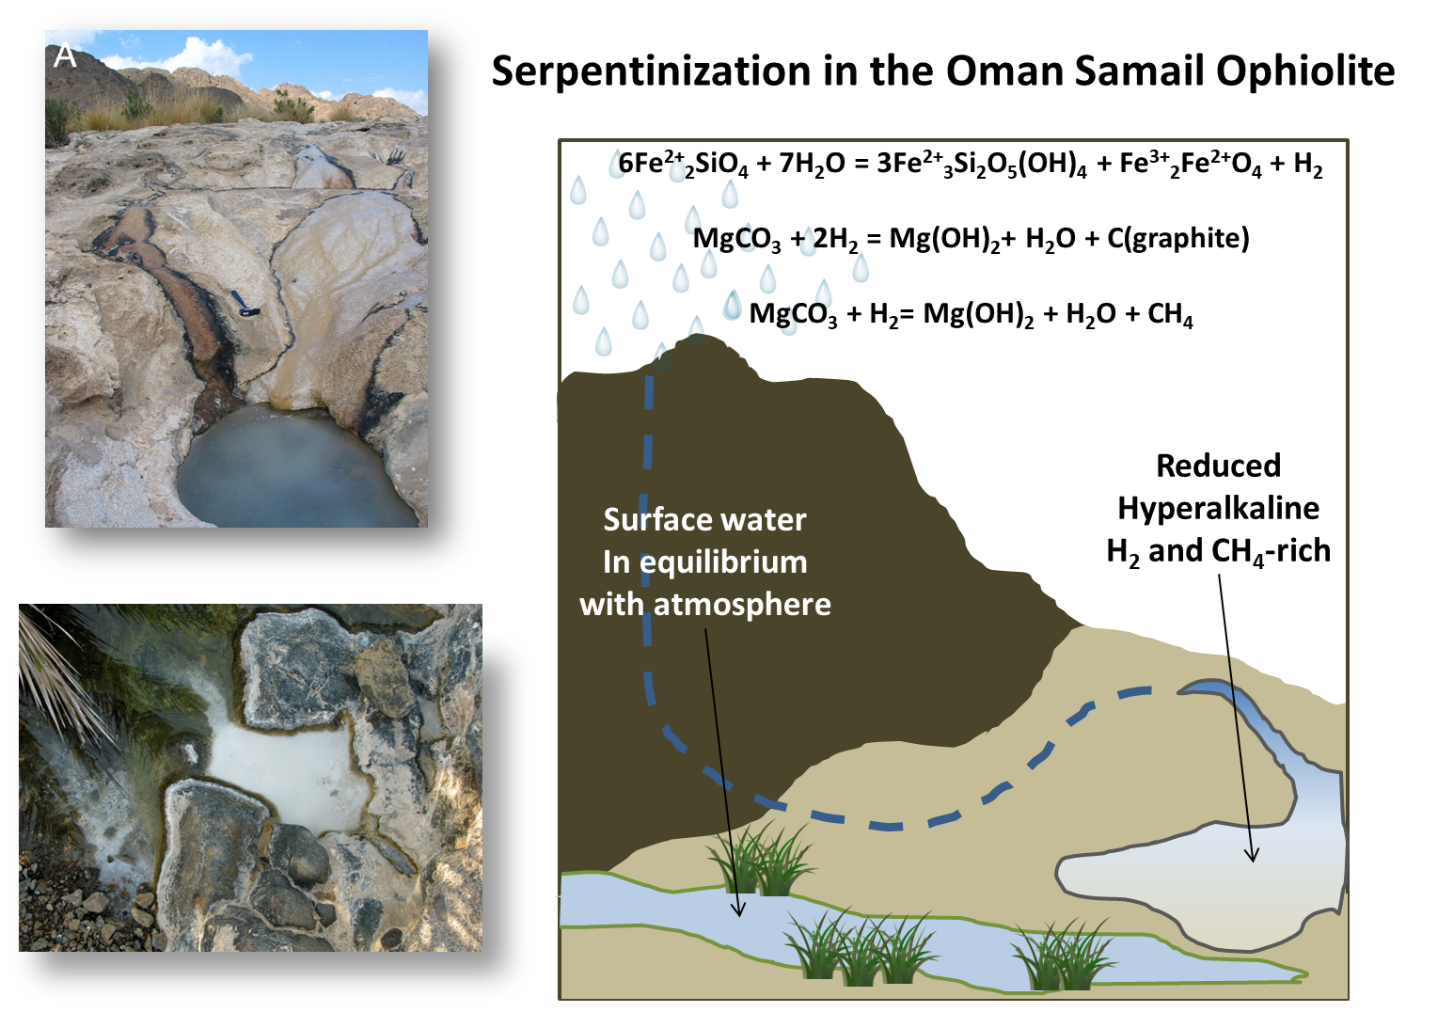 A
Serpentinization in the Oman Samail Ophiolite
6Fe²⁺₂SiO₄ + 7H₂O = 3Fe²⁺₃Si₂O₅(OH)₄ + Fe³⁺₂Fe²⁺O₄ + H₂
MgCO₃ + 2H₂ = Mg(OH)₂+ H₂O + C(graphite)
MgCO₃ + H₂= Mg(OH)₂ + H₂O + CH₄
Surface water
In equilibrium
with atmosphere
Reduced
Hyperalkaline
H₂ and CH₄-rich